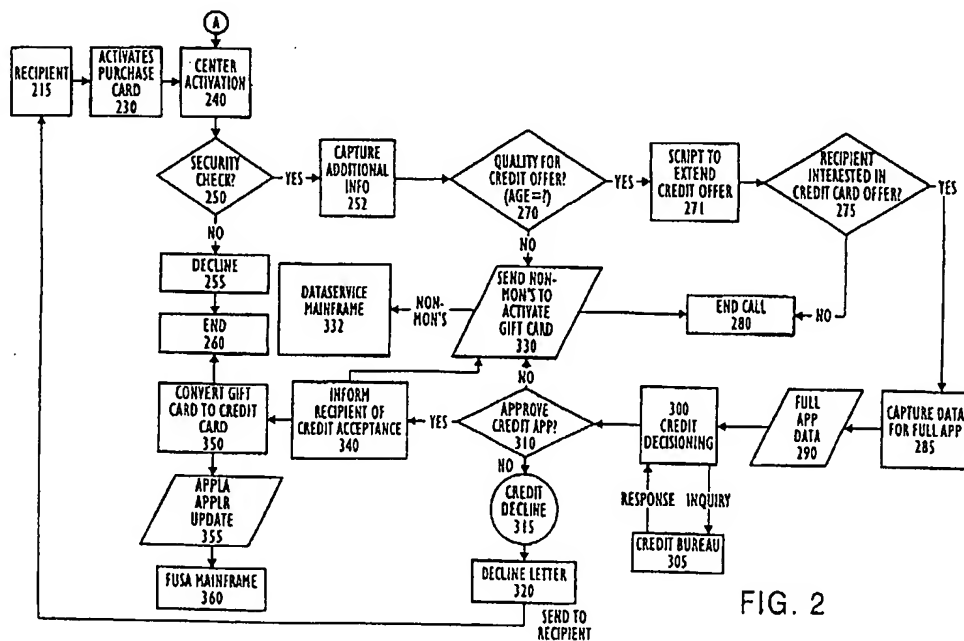 A
RECIPIENT
215
ACTIVATES
PURCHASE
CARD
230
CENTER
ACTIVATION
240
SECURITY
CHECK?
250
YES
CAPTURE
ADDITIONAL
INFO
252
QUALITY FOR
CREDIT OFFER?
(AGE=?)
270
YES
SCRIPT TO
EXTEND
CREDIT OFFER
271
RECIPIENT
INTERESTED IN
CREDIT CARD OFFER?
275
YES
NO
DECLINE
255
END
260
DATASERVICE
MAINFRAME
332
NON-
MON'S
NO
SEND NON-
MON'S TO
ACTIVATE
GIFT CARD
330
END CALL
280
NO
CONVERT GIFT
CARD TO CREDIT
CARD
350
INFORM
RECIPIENT OF
CREDIT ACCEPTANCE
340
YES
NO
APPROVE
CREDIT APP?
310
300
CREDIT
DECISIONING
FULL
APP
DATA
290
CAPTURE DATA
FOR FULL APP
285
NO
APPLA
APPLR
UPDATE
355
CREDIT
DECLINE
315
RESPONSE INQUIRY
CREDIT BUREAU
305
FUSA MAINFRAME
360
DECLINE LETTER
320
SEND TO
RECIPIENT
FIG. 2